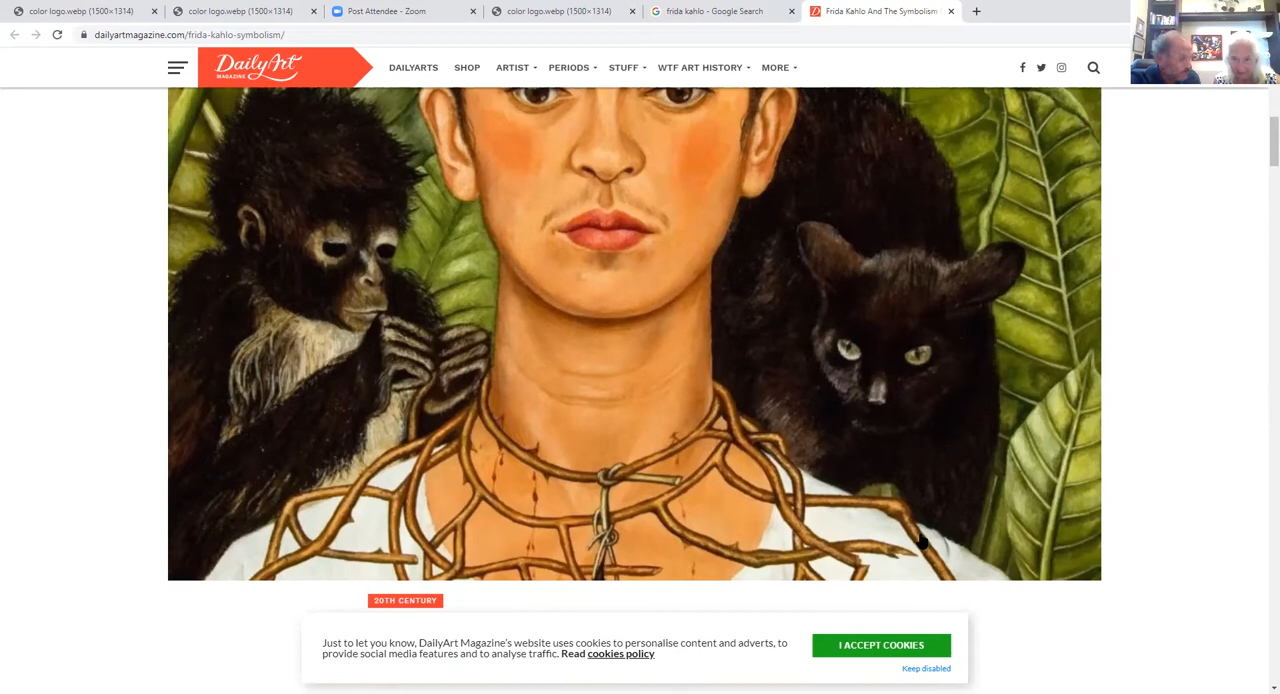 color logo.webp (1500×1314)
color logo.webp (1500×1314)
Post Attendee - Zoom
color logo.webp (1500×1314)
frida kahlo - Google Search
Frida Kahlo And The Symbolism
dailyartmagazine.com/frida-kahlo-symbolism/
DailyArt
MAGAZINE
DAILYARTS
SHOP
PERIODS
STUFF
WTF ART HISTORY
MORE
20TH CENTURY
Just to let you know, DailyArt Magazine's website uses cookies to personalise content and adverts, to
provide social media features and to analyse traffic. Read cookies policy
I ACCEPT COOKIES
Keep disabled